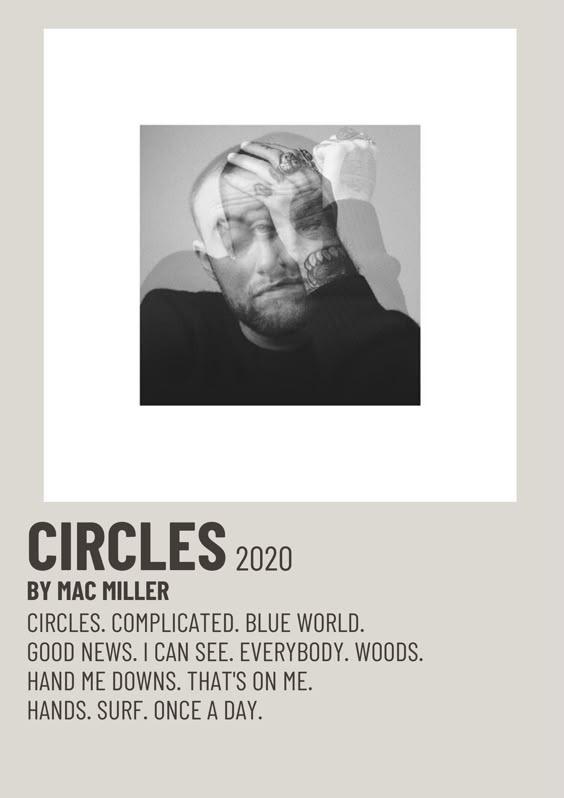 CIRCLES 2020
BY MAC MILLER
CIRCLES. COMPLICATED. BLUE WORLD.
GOOD NEWS. I CAN SEE. EVERYBODY. WOODS.
HAND ME DOWNS. THAT'S ON ME.
HANDS. SURF. ONCE A DAY.